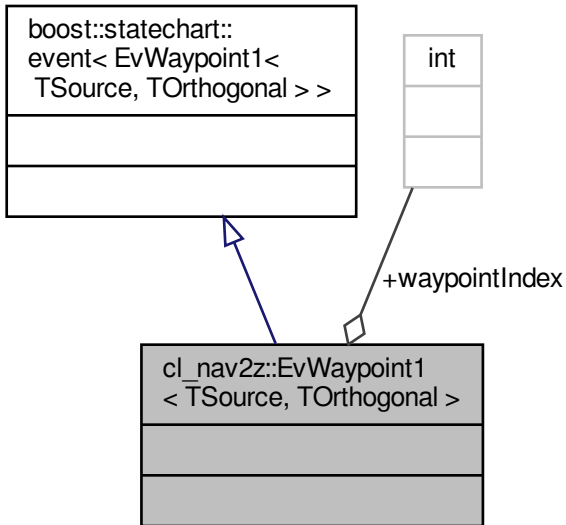 boost::statechart::
event< EvWaypoint1<
TSource, TOrthogonal > >
int
+waypointIndex
cl_nav2z::EvWaypoint1
< TSource, TOrthogonal >